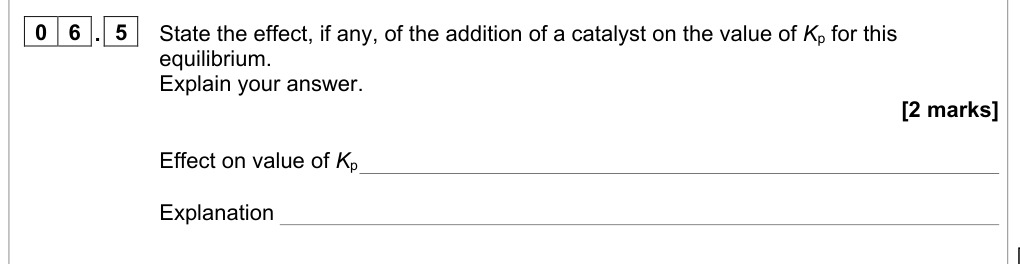 0 6 . 5 State the effect, if any, of the addition of a catalyst on the value of Kp for this
equilibrium.
Explain your answer.
[2 marks]
Effect on value of Kp
Explanation